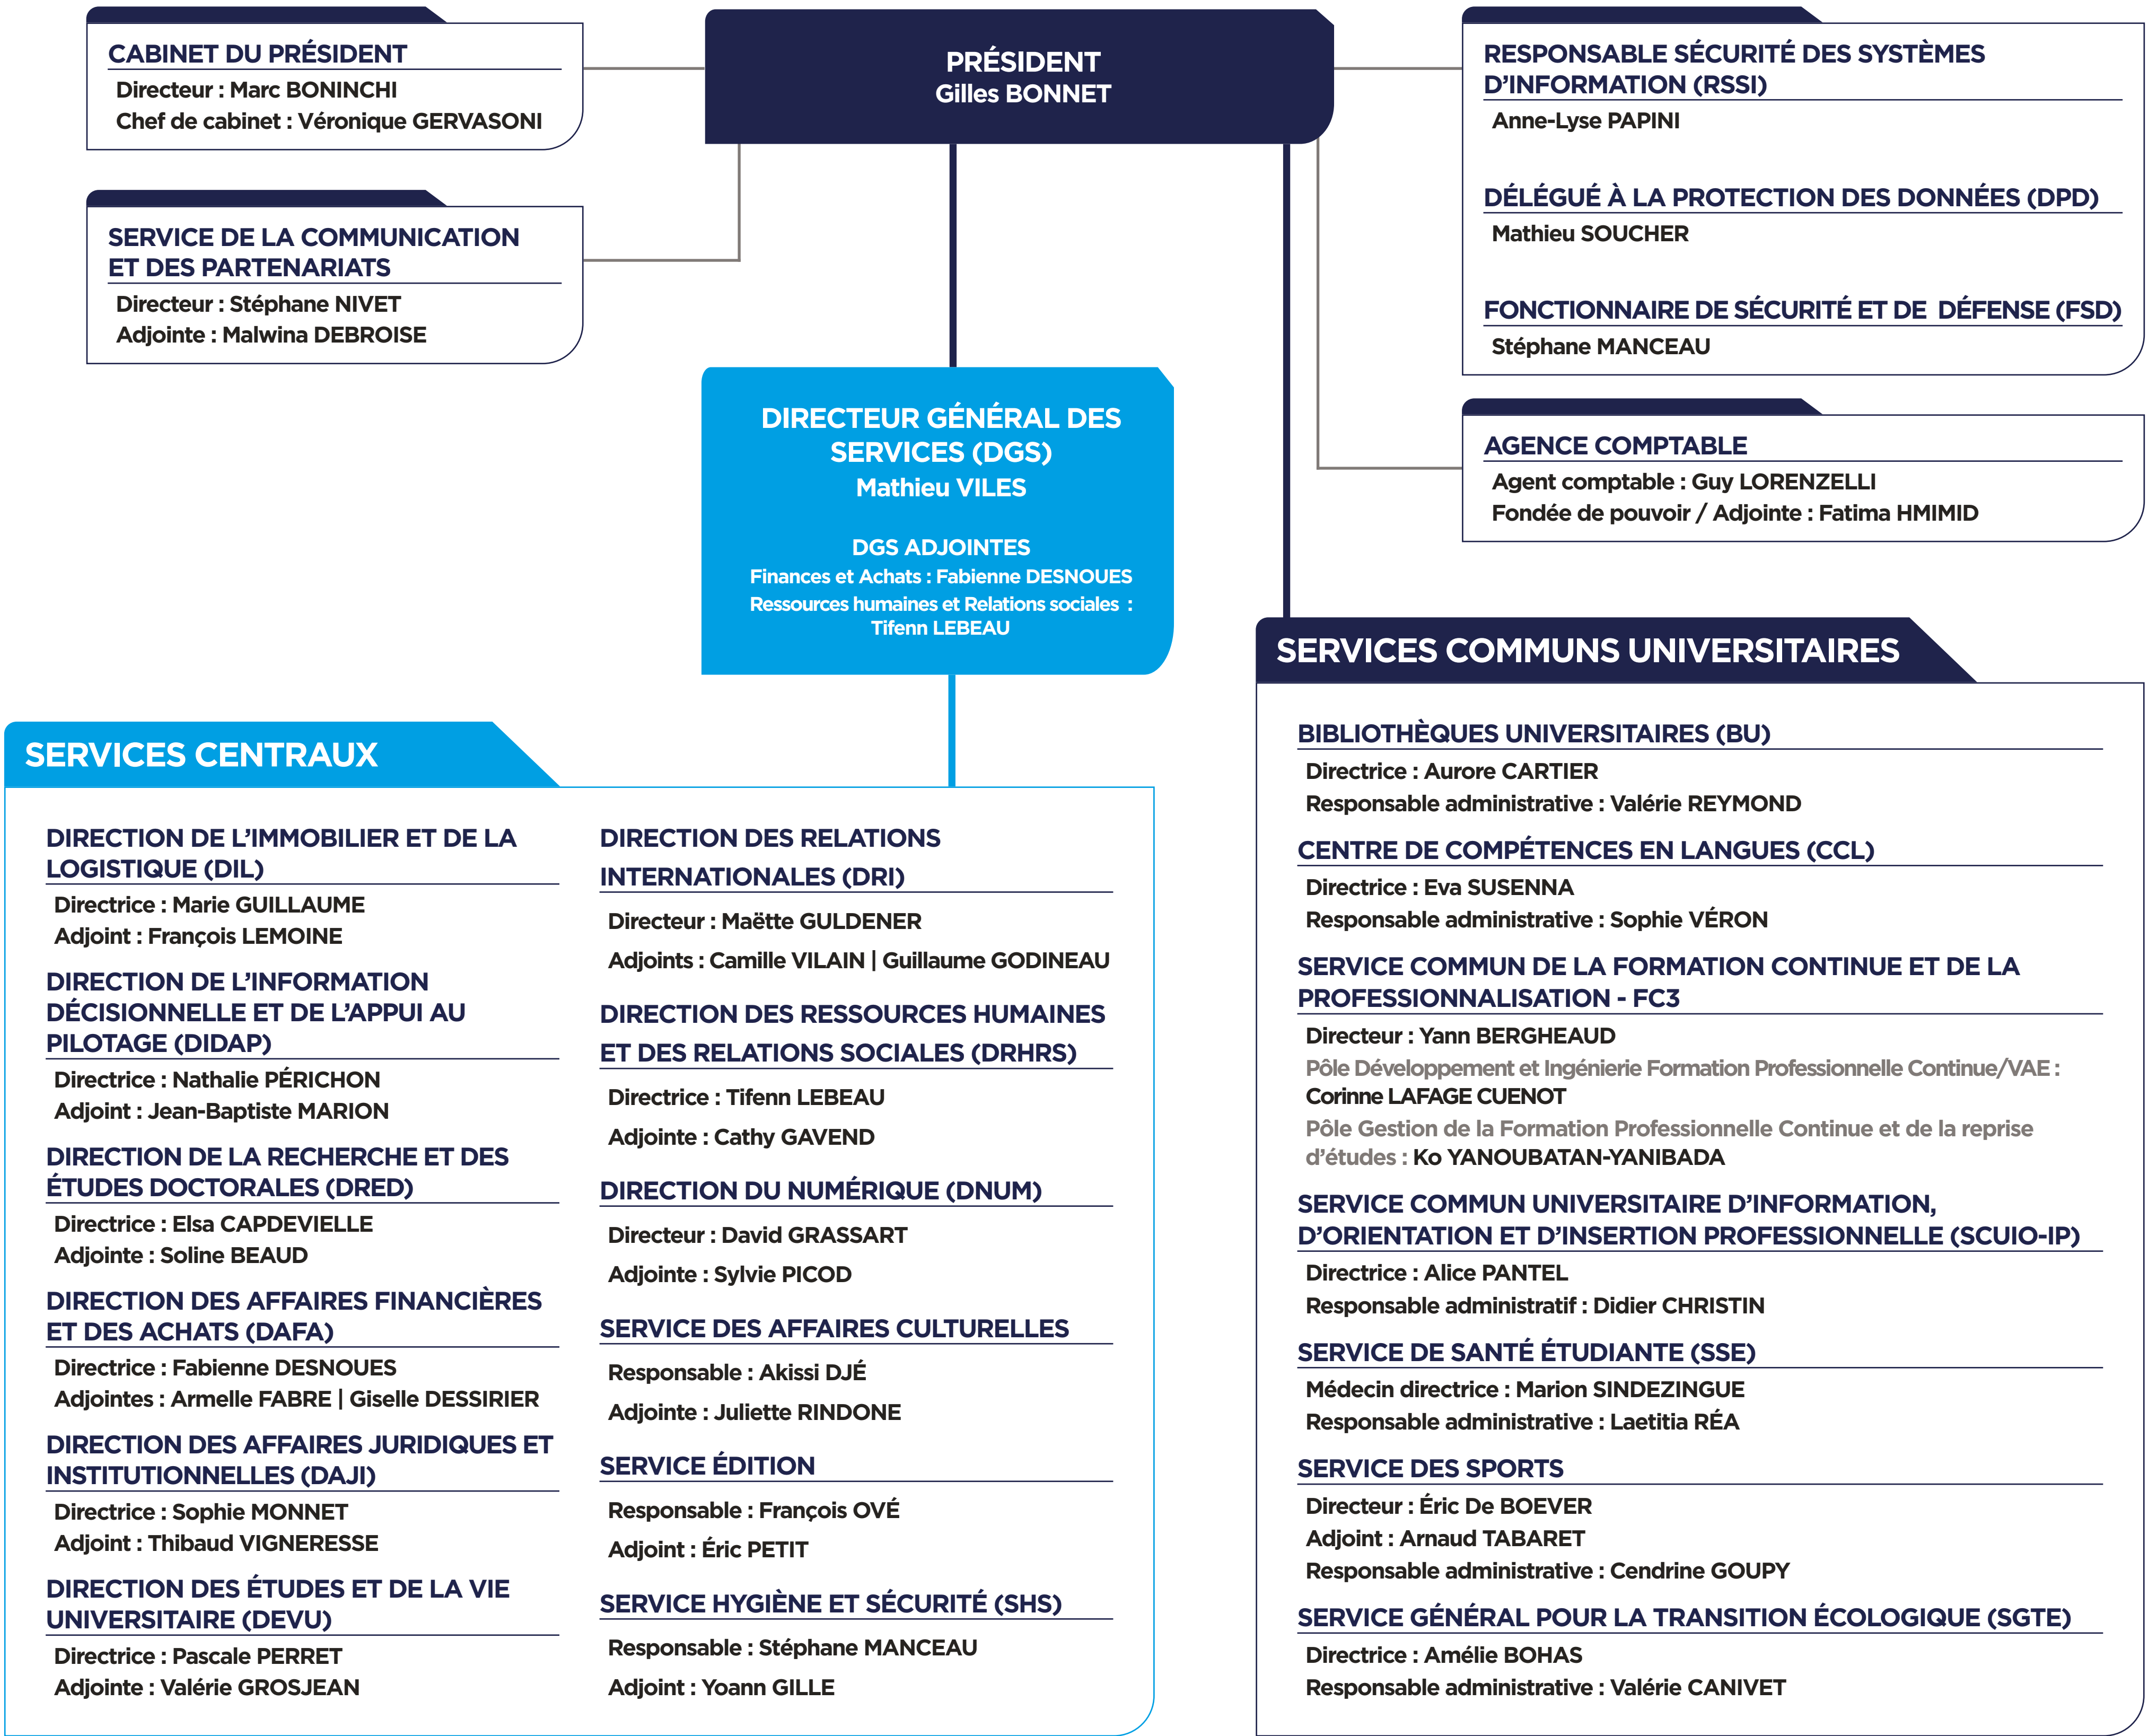 CABINET DU PRÉSIDENT
Directeur : Marc BONINCHI
Chef de cabinet : Véronique GERVASONI
SERVICE DE LA COMMUNICATION
ET DES PARTENARIATS
Directeur : Stéphane NIVET
Adjointe : Malwina DEBROISE
PRÉSIDENT
Gilles BONNET
RESPONSABLE SÉCURITÉ DES SYSTÈMES
D’INFORMATION (RSSI)
Anne-Lyse PAPINI
DÉLÉGUÉ À LA PROTECTION DES DONNÉES (DPD)
Mathieu SOUCHER
FONCTIONNAIRE DE SÉCURITÉ ET DE DÉFENSE (FSD)
Stéphane MANCEAU
AGENCE COMPTABLE
Agent comptable : Guy LORENZELLI
Fondée de pouvoir / Adjointe : Fatima HMIMID
DIRECTEUR GÉNÉRAL DES
SERVICES (DGS)
Mathieu VILES
DGS ADJOINTES
Finances et Achats : Fabienne DESNOUES
Ressources humaines et Relations sociales :
Tifenn LEBEAU
SERVICES CENTRAUX
DIRECTION DE L’IMMOBILIER ET DE LA
LOGISTIQUE (DIL)
Directrice : Marie GUILLAUME
Adjoint : François LEMOINE
DIRECTION DE L’INFORMATION
DÉCISIONNELLE ET DE L’APPUI AU
PILOTAGE (DIDAP)
Directrice : Nathalie PÉRICHON
Adjoint : Jean-Baptiste MARION
DIRECTION DE LA RECHERCHE ET DES
ÉTUDES DOCTORALES (DRED)
Directrice : Elsa CAPDEVIELLE
Adjointe : Soline BEAUD
DIRECTION DES AFFAIRES FINANCIÈRES
ET DES ACHATS (DAFA)
Directrice : Fabienne DESNOUES
Adjointes : Armelle FABRE | Giselle DESSIRIER
DIRECTION DES AFFAIRES JURIDIQUES ET
INSTITUTIONNELLES (DAJI)
Directrice : Sophie MONNET
Adjoint : Thibaud VIGNERESSE
DIRECTION DES ÉTUDES ET DE LA VIE
UNIVERSITAIRE (DEVU)
Directrice : Pascale PERRET
Adjointe : Valérie GROSJEAN
DIRECTION DES RELATIONS
INTERNATIONALES (DRI)
Directeur : Maëtte GULDENER
Adjoints : Camille VILAIN | Guillaume GODINEAU
DIRECTION DES RESSOURCES HUMAINES
ET DES RELATIONS SOCIALES (DRHRS)
Directrice : Tifenn LEBEAU
Adjointe : Cathy GAVEND
DIRECTION DU NUMÉRIQUE (DNUM)
Directeur : David GRASSART
Adjointe : Sylvie PICOD
SERVICE DES AFFAIRES CULTURELLES
Responsable : Akissi DJÉ
Adjointe : Juliette RINDONE
SERVICE ÉDITION
Responsable : François OVÉ
Adjoint : Éric PETIT
SERVICE HYGIÈNE ET SÉCURITÉ (SHS)
Responsable : Stéphane MANCEAU
Adjoint : Yoann GILLE
SERVICES COMMUNS UNIVERSITAIRES
BIBLIOTHÈQUES UNIVERSITAIRES (BU)
Directrice : Aurore CARTIER
Responsable administrative : Valérie REYMOND
CENTRE DE COMPÉTENCES EN LANGUES (CCL)
Directrice : Eva SUSENNA
Responsable administrative : Sophie VÉRON
SERVICE COMMUN DE LA FORMATION CONTINUE ET DE LA
PROFESSIONNALISATION - FC3
Directeur : Yann BERGHEAUD
Pôle Développement et Ingénierie Formation Professionnelle Continue/VAE :
Corinne LAFAGE CUENOT
Pôle Gestion de la Formation Professionnelle Continue et de la reprise
d’études : Ko YANOUBATAN-YANIBADA
SERVICE COMMUN UNIVERSITAIRE D’INFORMATION,
D’ORIENTATION ET D’INSERTION PROFESSIONNELLE (SCUIO-IP)
Directrice : Alice PANTEL
Responsable administratif : Didier CHRISTIN
SERVICE DE SANTÉ ÉTUDIANTE (SSE)
Médecin directrice : Marion SINDEZINGUE
Responsable administrative : Laetitia RÉA
SERVICE DES SPORTS
Directeur : Éric De BOEVER
Adjoint : Arnaud TABARET
Responsable administrative : Cendrine GOUPY
SERVICE GÉNÉRAL POUR LA TRANSITION ÉCOLOGIQUE (SGTE)
Directrice : Amélie BOHAS
Responsable administrative : Valérie CANIVET